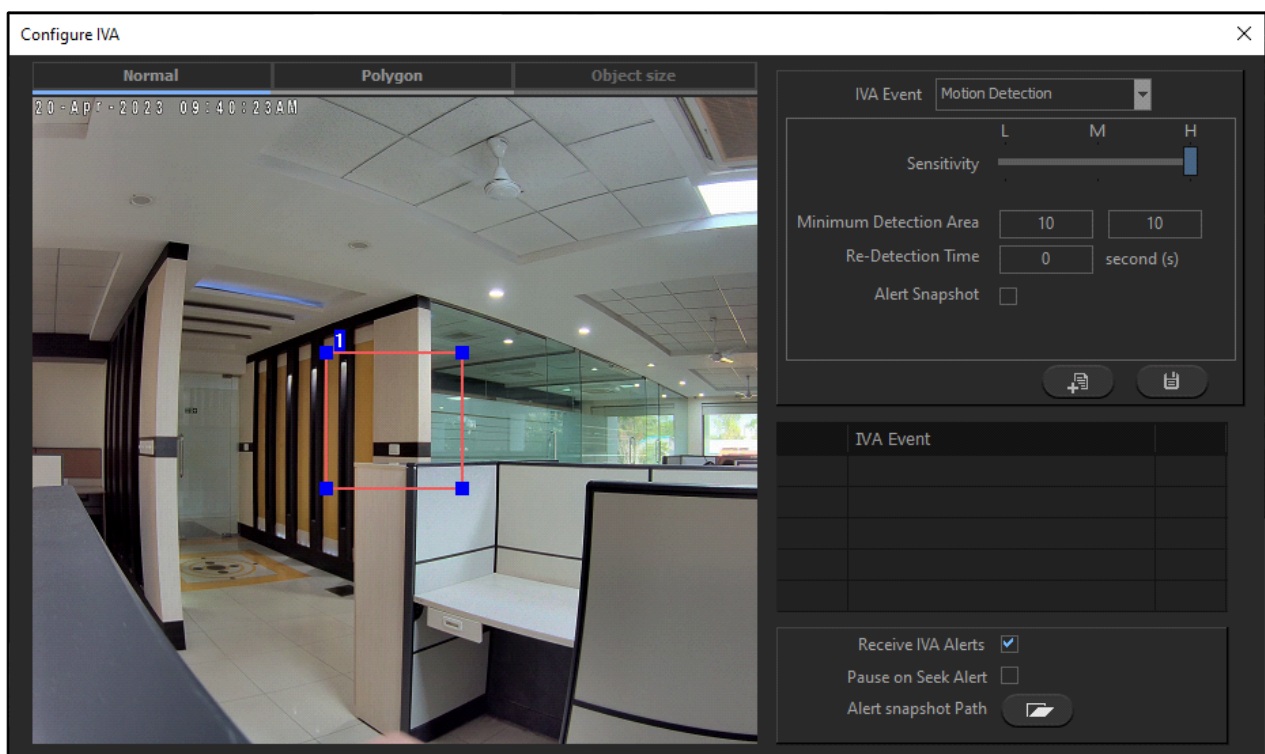 Configure IVA
Normal Polygon Object size
20-Apr-2023 09:40:23AM
1
IVA Event Motion Detection
L M H
Sensitivity
Minimum Detection Area 10 10
Re-Detection Time 0 second (s)
Alert Snapshot
IVA Event
Receive IVA Alerts
Pause on Seek Alert
Alert snapshot Path